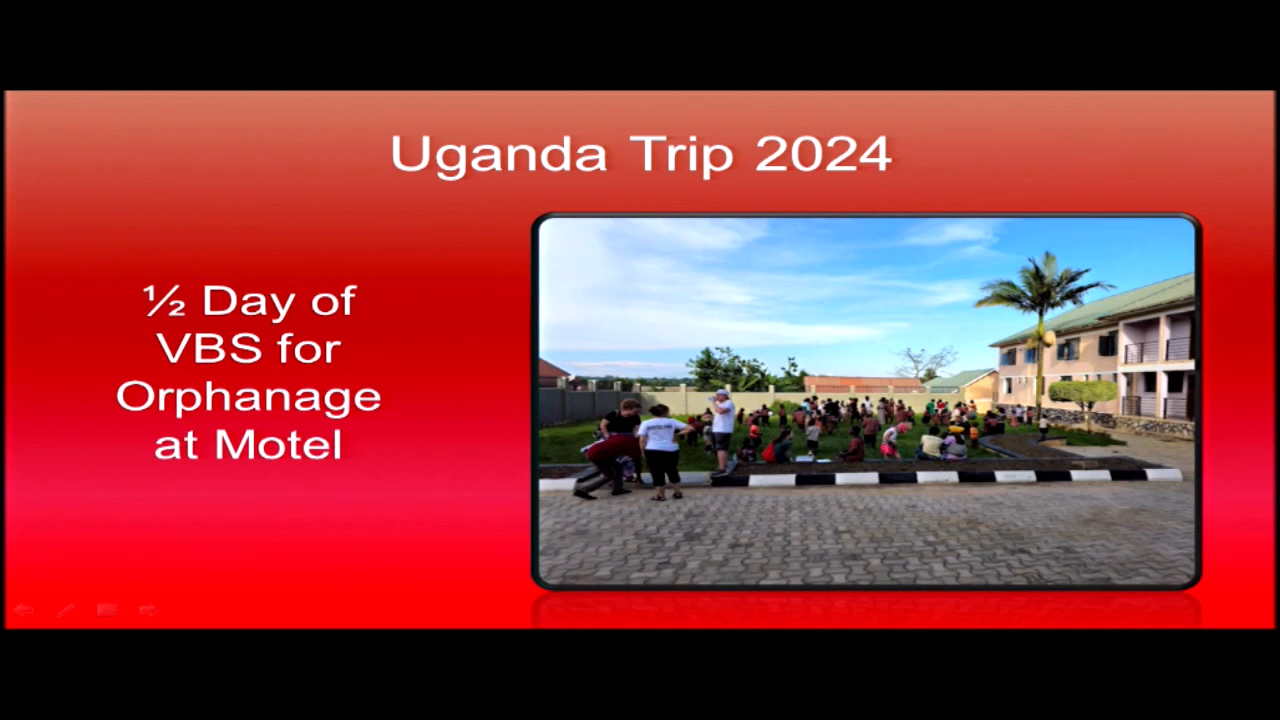 Uganda Trip 2024
½ Day of
VBS for
Orphanage
at Motel